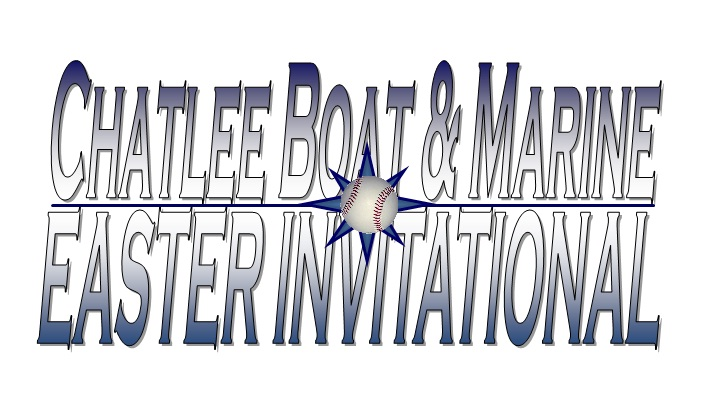 CHATLEE BOAT & MARINE
EASTER INVITATIONAL